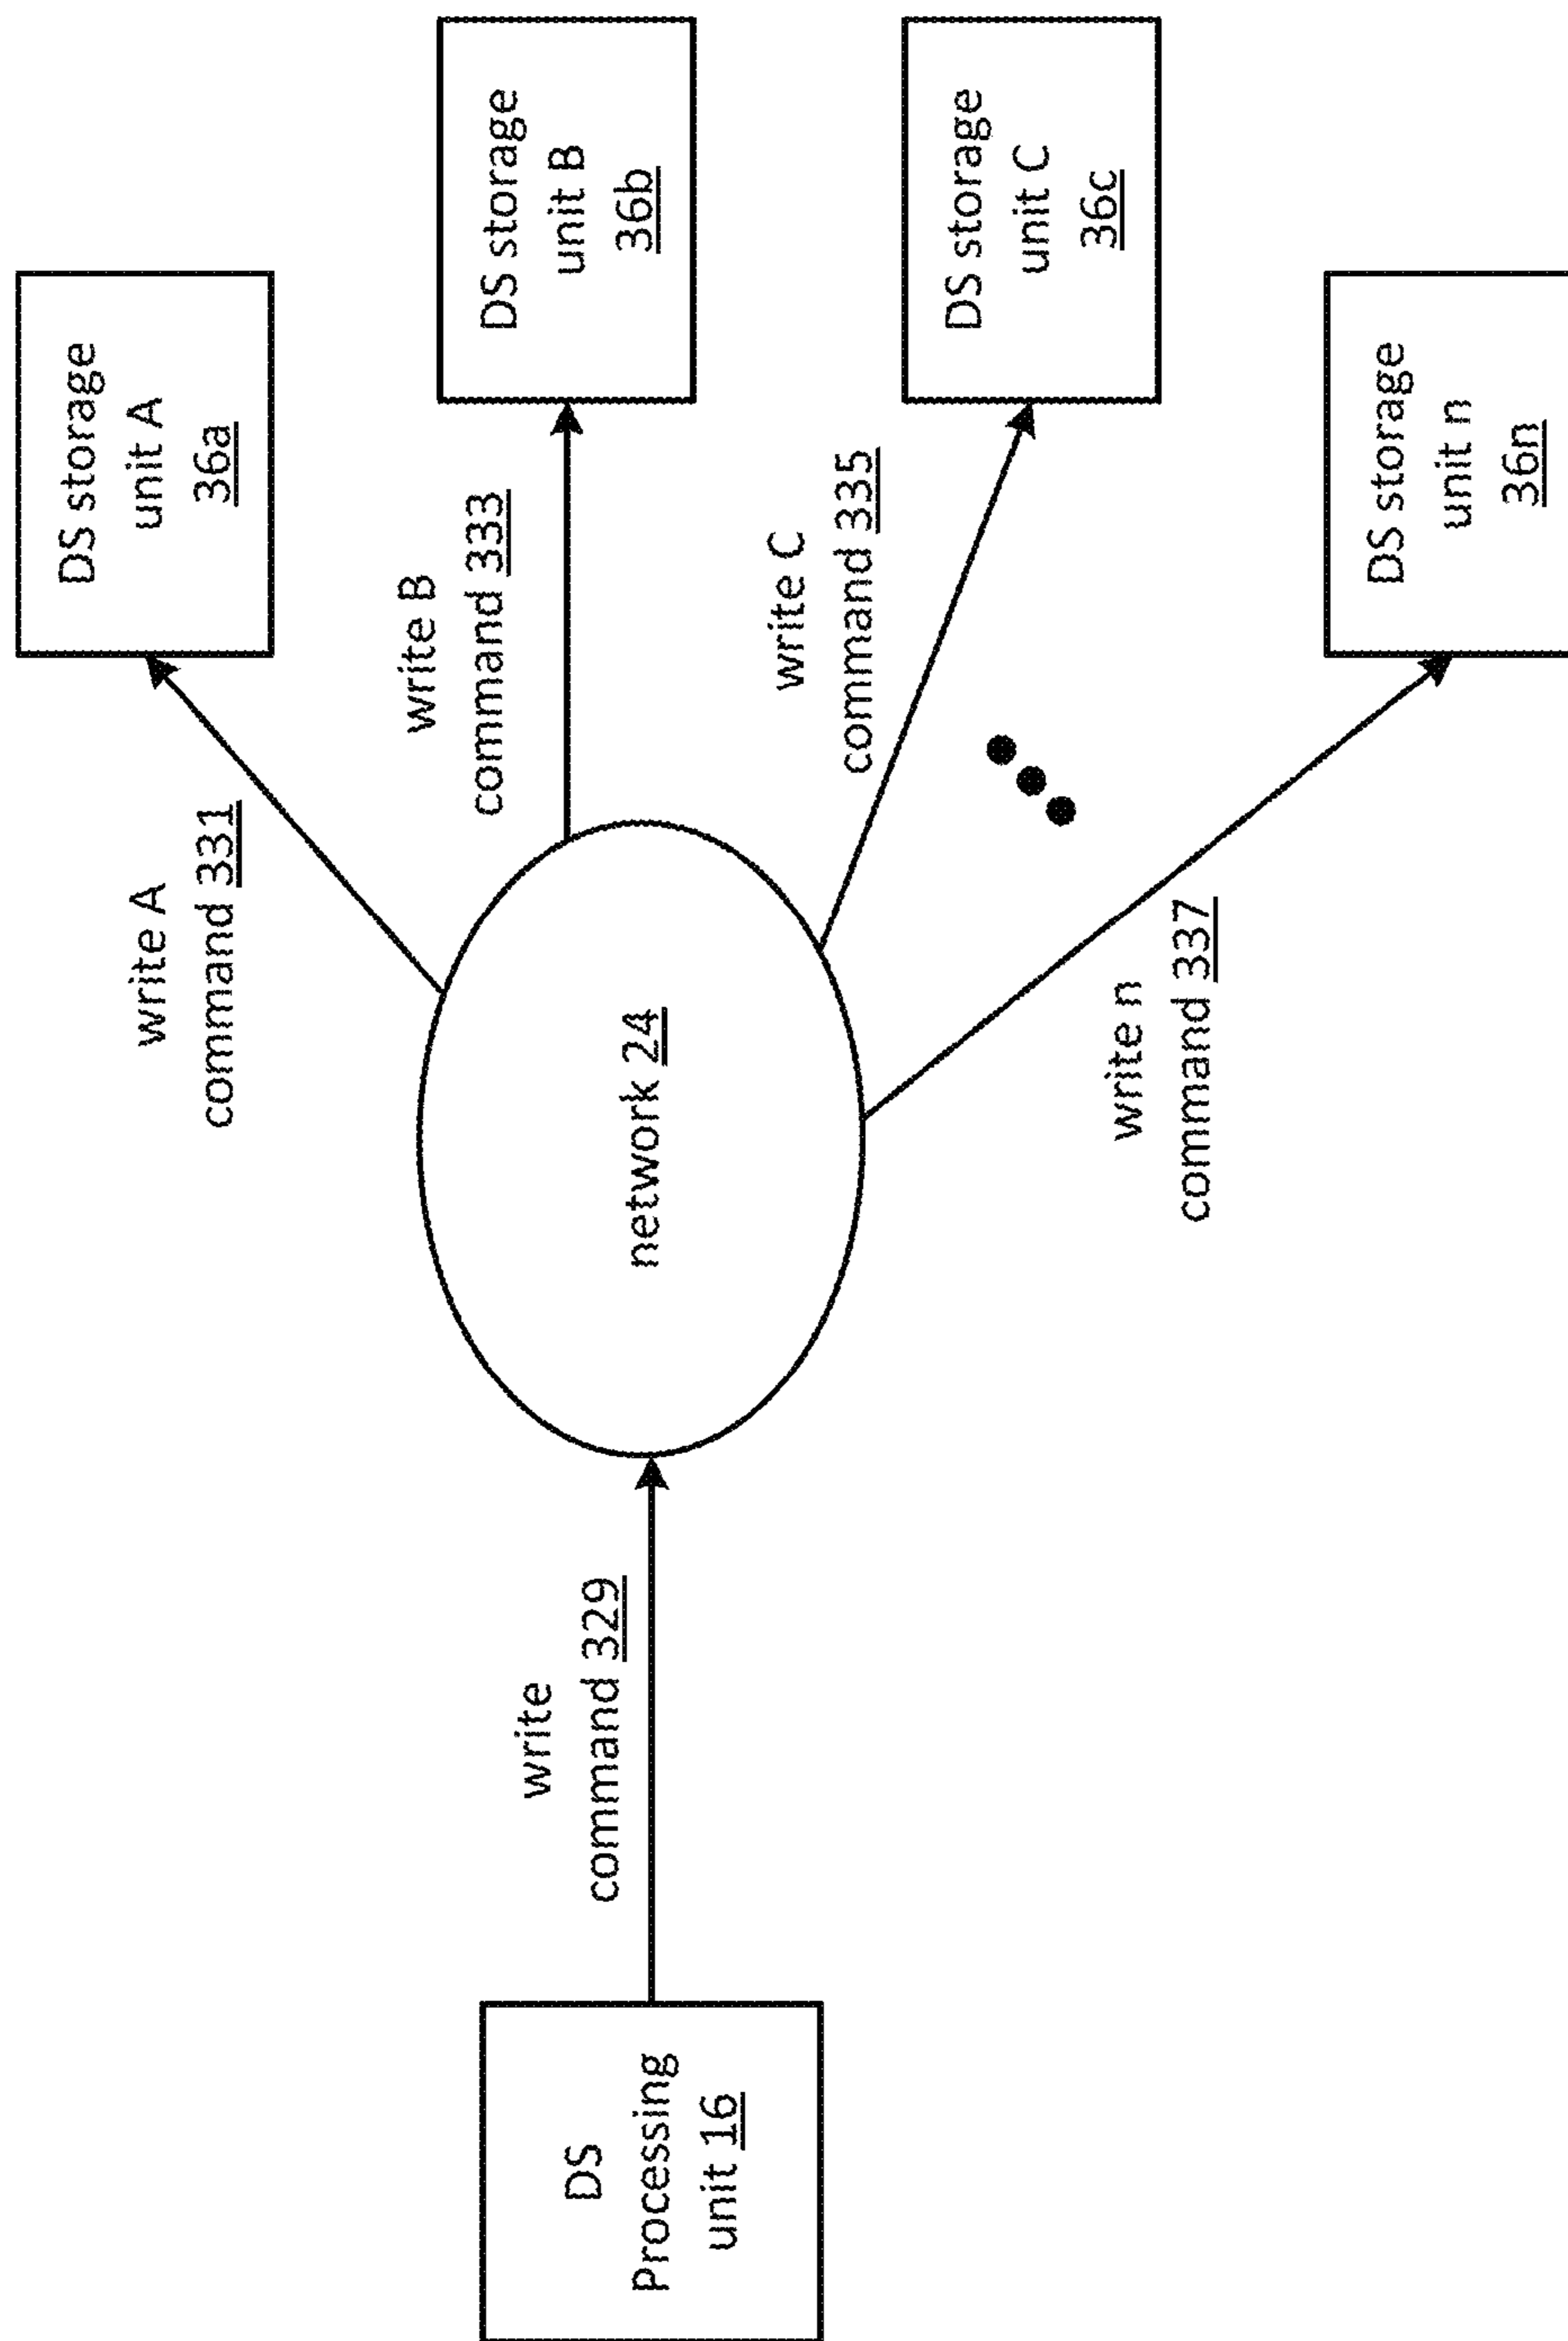 DS
Processing
unit 16
write
command 329
network 24
write A
command 331
write B
command 333
write C
command 335
write n
command 337
DS storage
unit A
36a
DS storage
unit B
36b
DS storage
unit C
36c
DS storage
unit n
36n